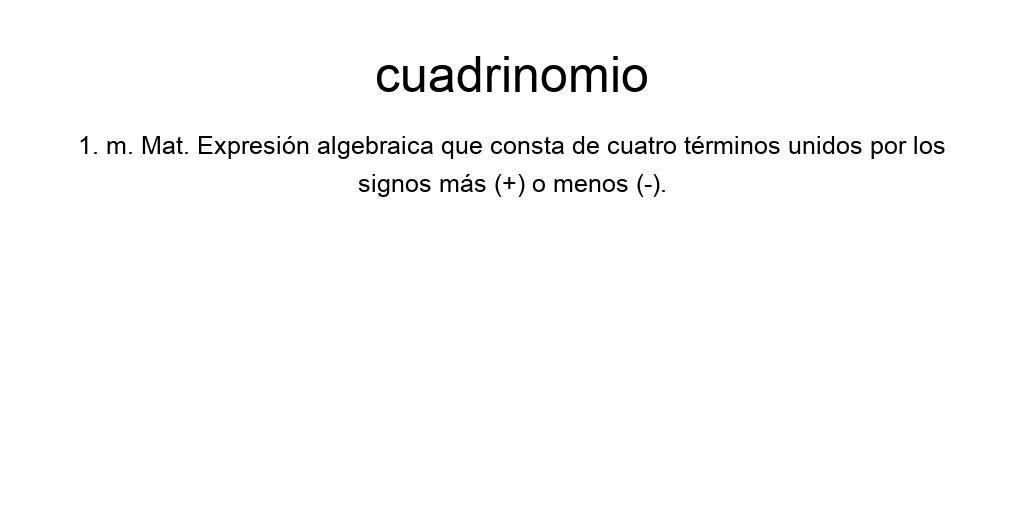 cuadrinomio
1. m. Mat. Expresión algebraica que consta de cuatro términos unidos por los
signos más (+) o menos (-).